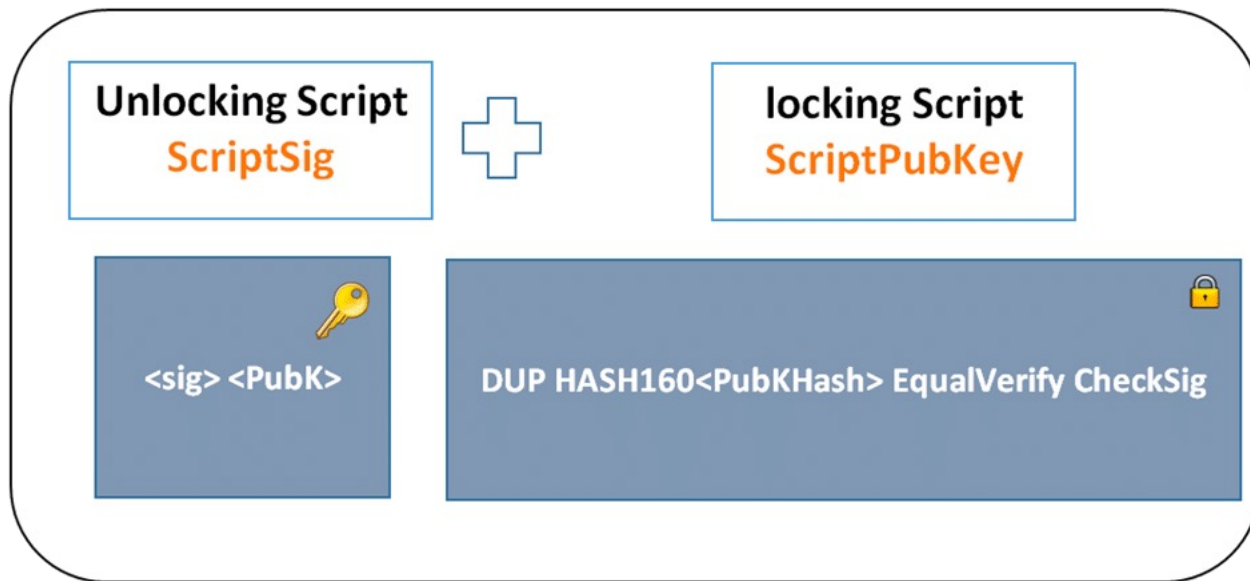 Unlocking Script
ScriptSig
locking Script
ScriptPubKey
<sig> <PubK>
DUP HASH160<PubKHash> EqualVerify CheckSig